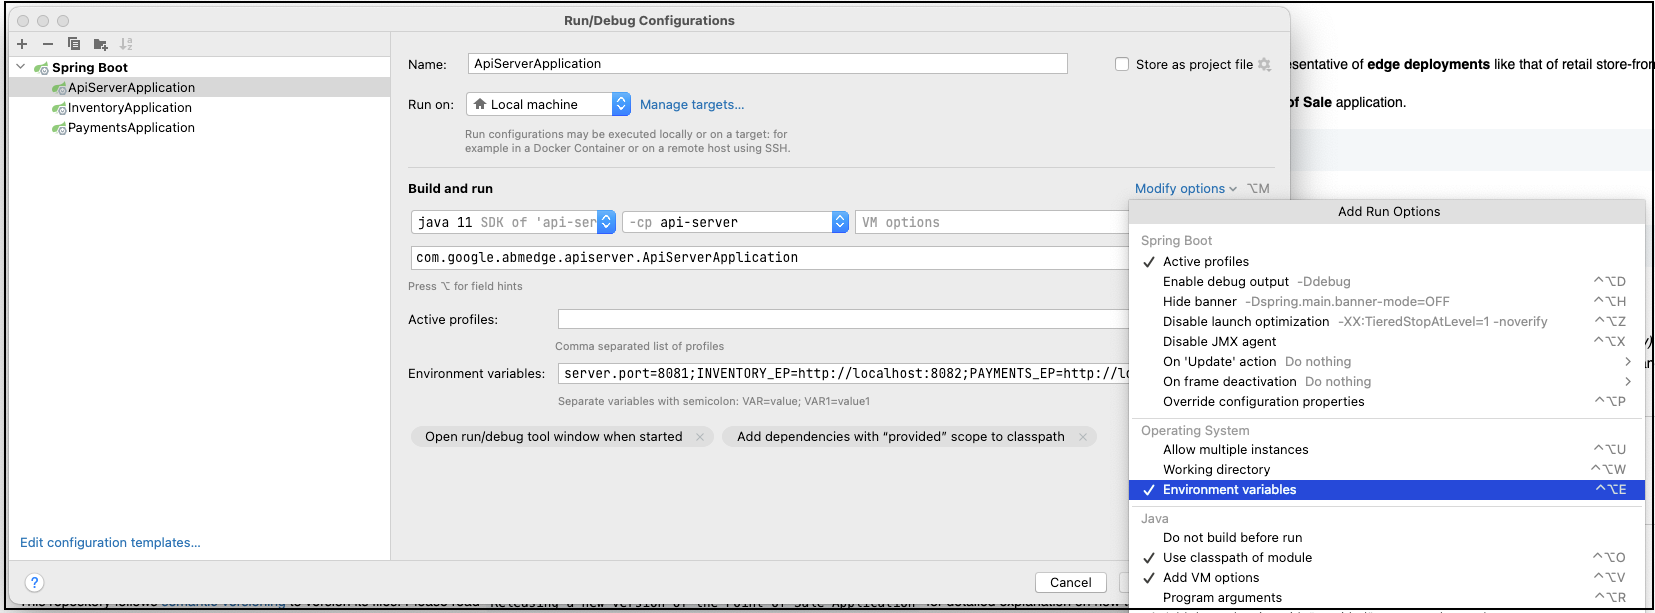 Run/Debug Configurations
Spring Boot
ApiServerApplication
InventoryApplication
PaymentsApplication
Edit configuration templates...
?
Name: ApiServerApplication
Store as project file
Run on: Local machine Manage targets...
Run configurations may be executed locally or on a target: for
example in a Docker Container or on a remote host using SSH.
Build and run
Modify options ⌥M
java 11 SDK of 'api-ser -cp api-server VM options
com.google.abmedge.apiserver.ApiServerApplication
Press ⌥ for field hints
Active profiles:
Comma separated list of profiles
Environment variables: server.port=8081;INVENTORY_EP=http://localhost:8082;PAYMENTS_EP=http://lo
Separate variables with semicolon: VAR=value; VAR1=value1
Open run/debug tool window when started × Add dependencies with “provided” scope to classpath ×
Cancel
Add Run Options
Spring Boot
✓ Active profiles
Enable debug output -Ddebug ^⌥D
Hide banner -Dspring.main.banner-mode=OFF ^⌥H
Disable launch optimization -XX:TieredStopAtLevel=1 -noverify ^⌥Z
Disable JMX agent ^⌥X
On 'Update' action Do nothing >
On frame deactivation Do nothing >
Override configuration properties ^⌥P
Operating System
Allow multiple instances ^⌥U
Working directory ^⌥W
✓ Environment variables ^⌥E
Java
Do not build before run
✓ Use classpath of module ^⌥O
✓ Add VM options ^⌥V
Program arguments ^⌥R
sentative of edge deployments like that of retail store-fron
of Sale application.